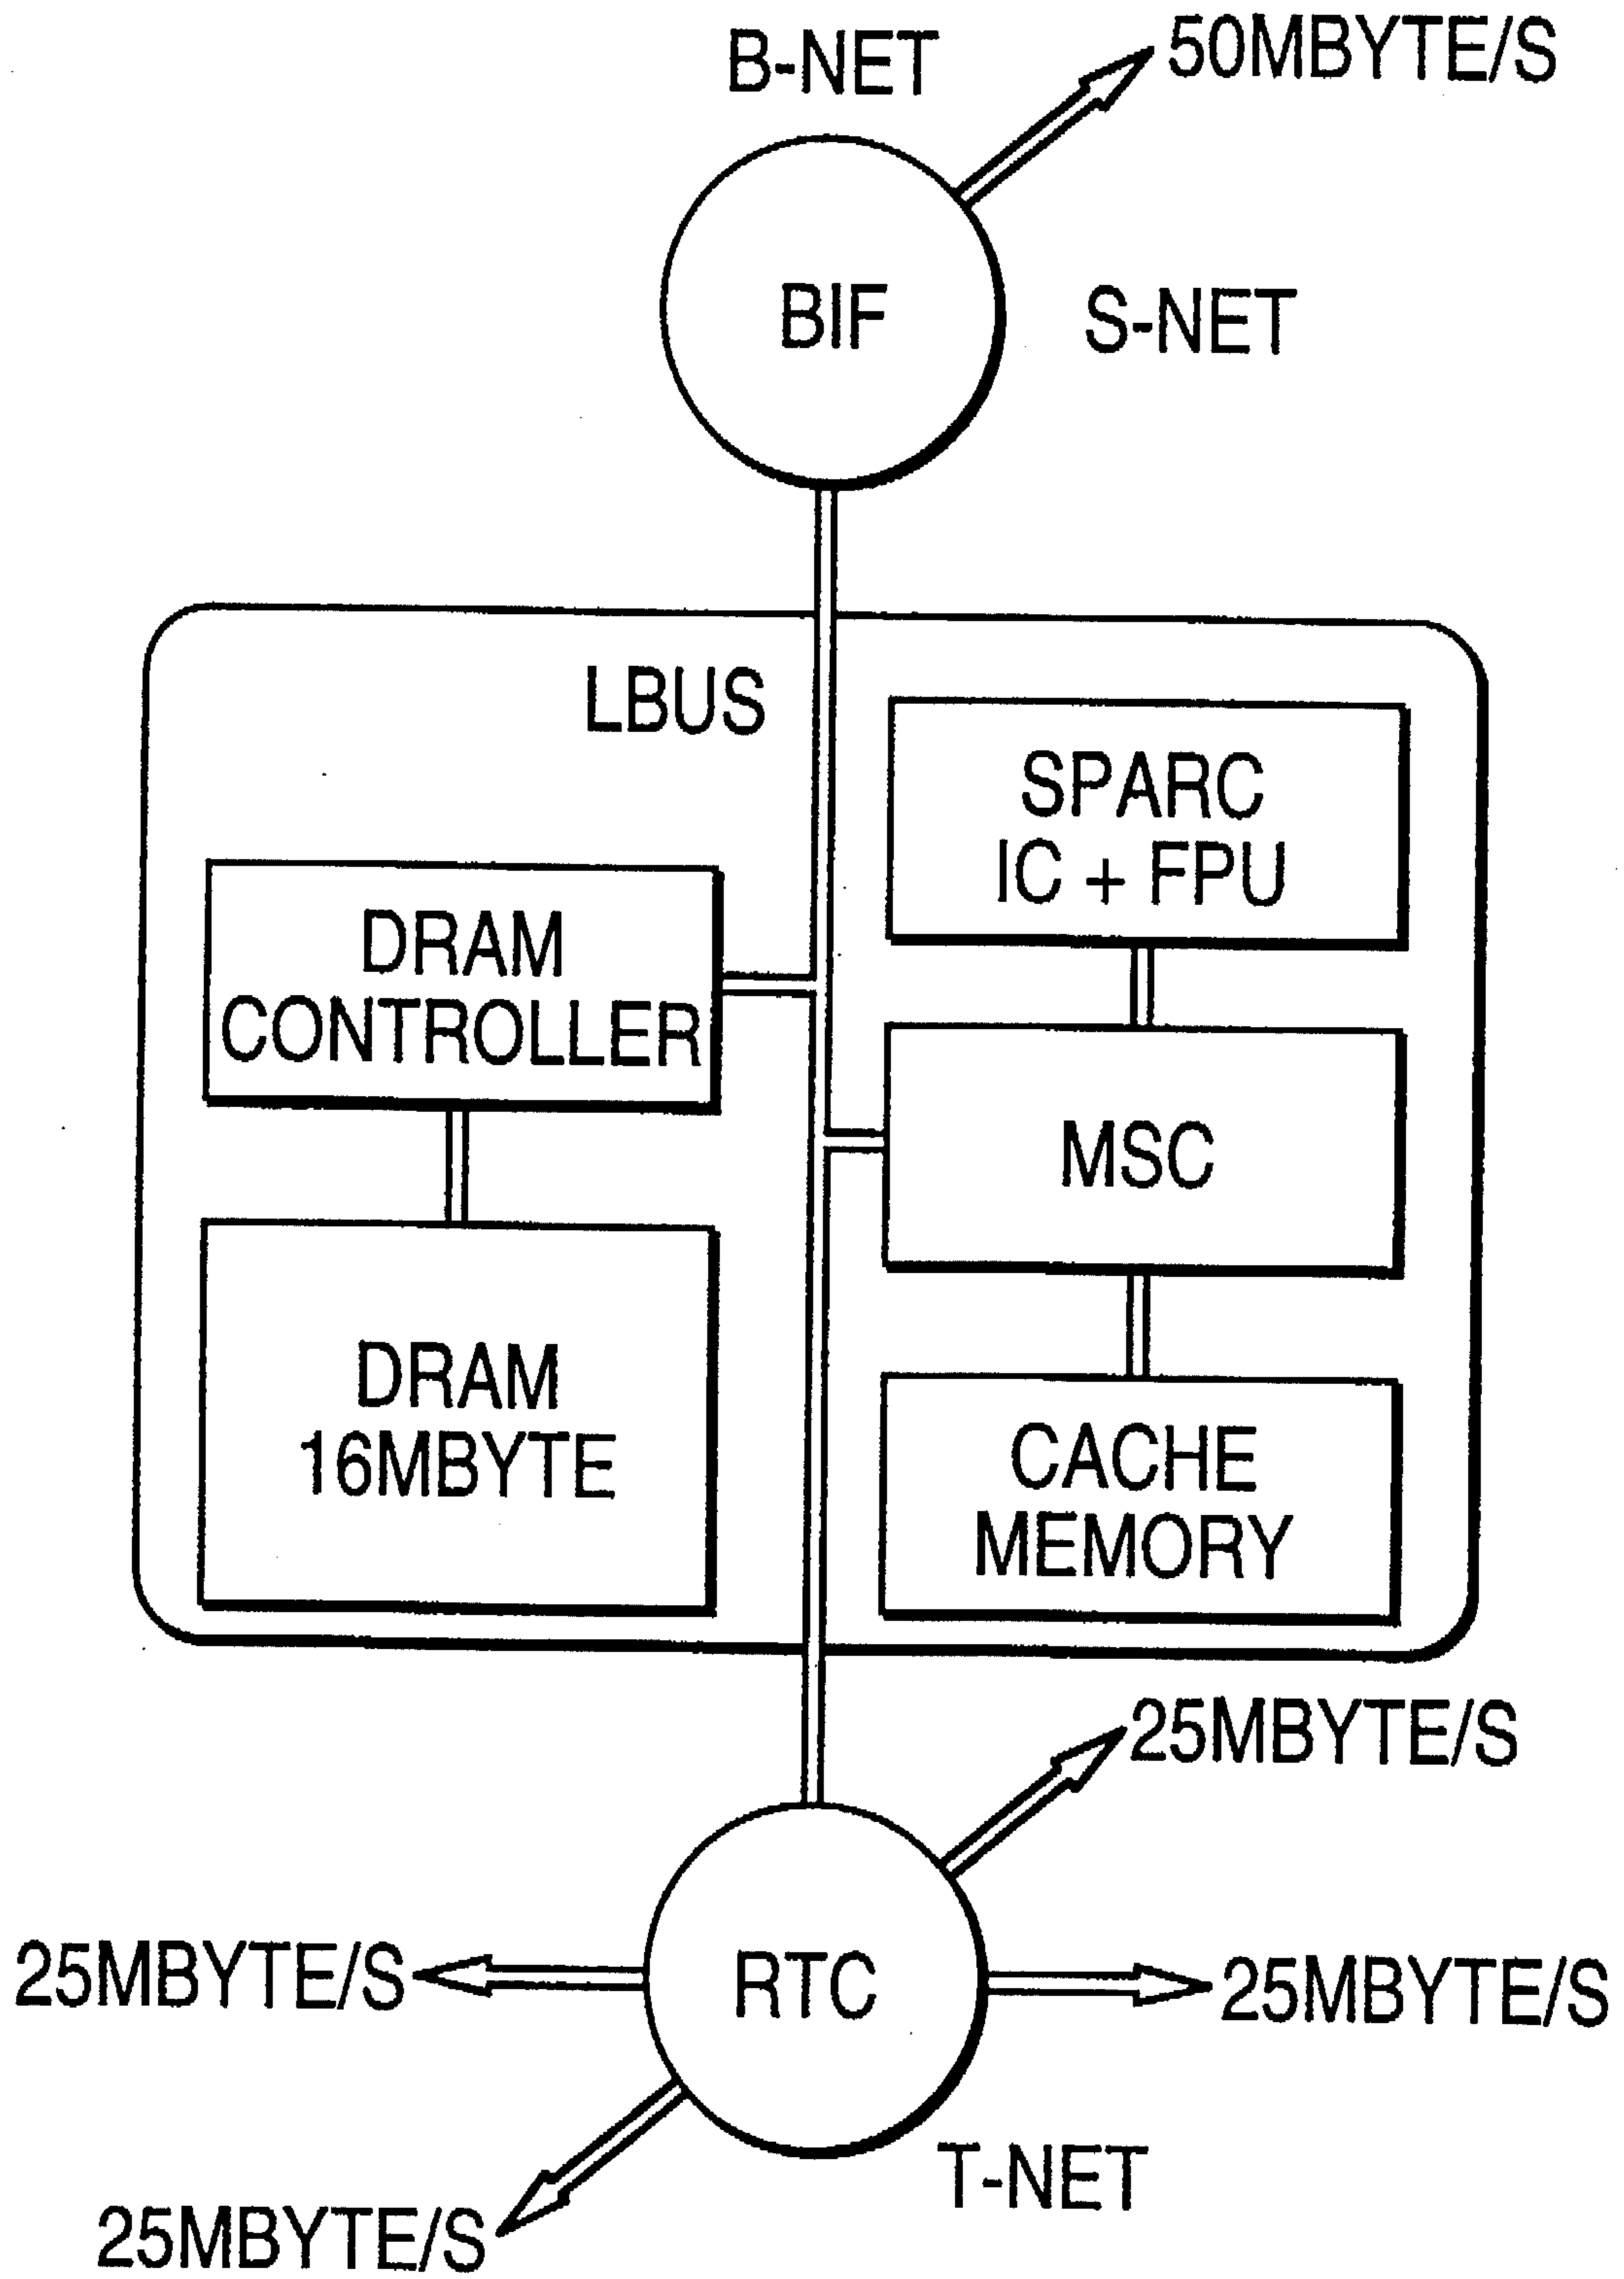 B-NET
50MBYTE/S
BIF
S-NET
LBUS
SPARC
IC + FPU
DRAM
CONTROLLER
MSC
DRAM
16MBYTE
CACHE
MEMORY
25MBYTE/S
25MBYTE/S
RTC
25MBYTE/S
T-NET
25MBYTE/S